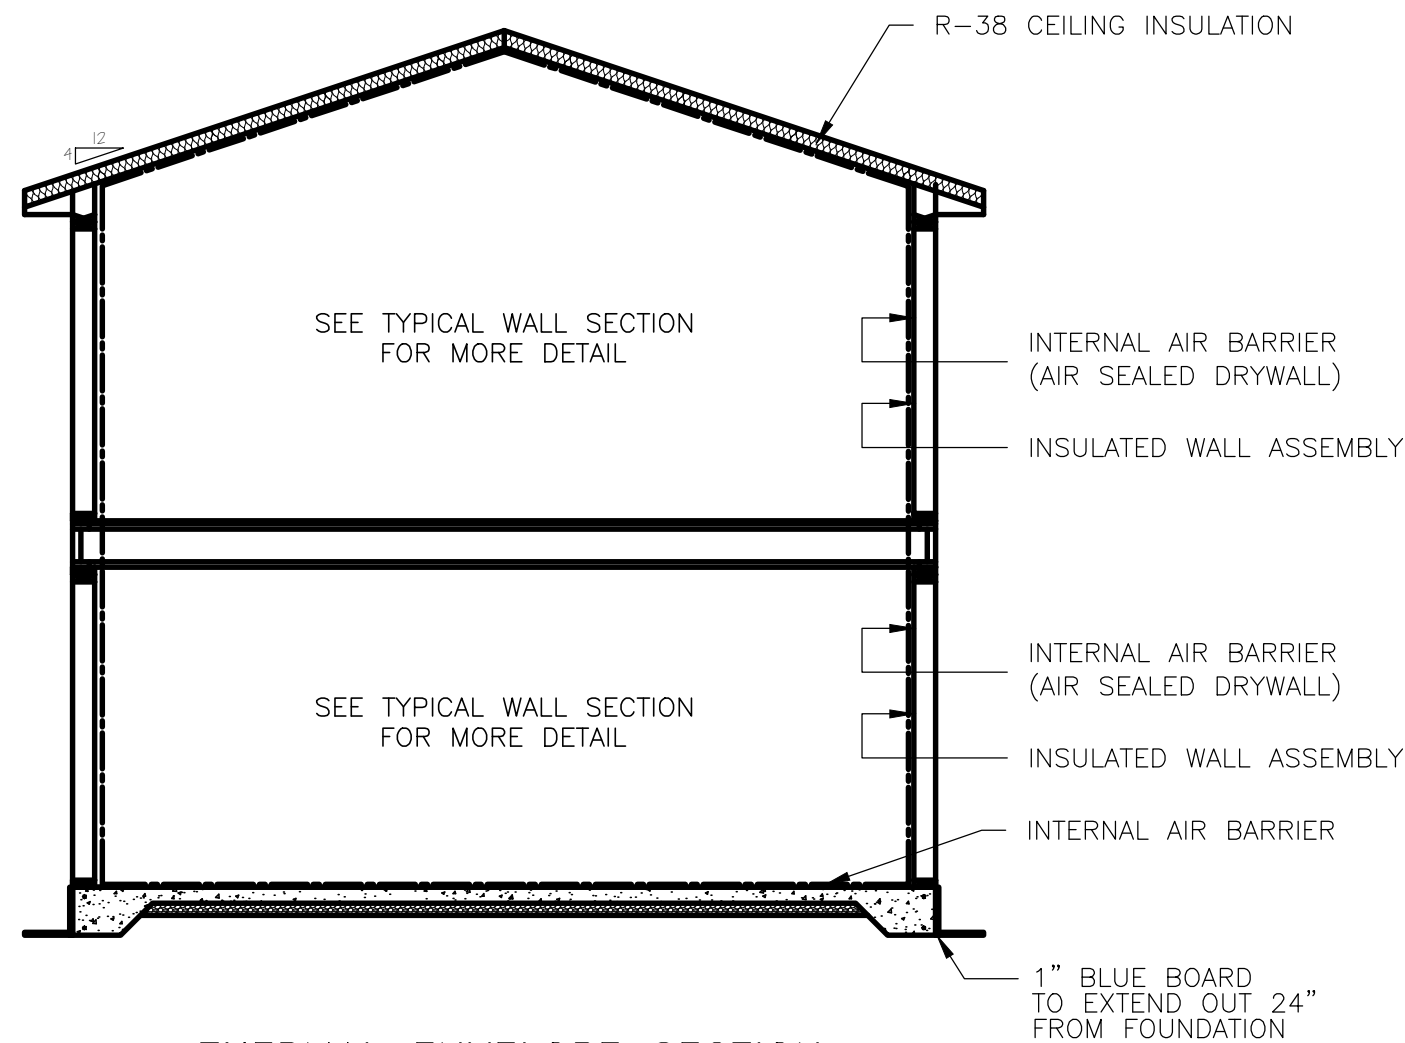 R-38 CEILING INSULATION
12
4
SEE TYPICAL WALL SECTION
FOR MORE DETAIL
INTERNAL AIR BARRIER
(AIR SEALED DRYWALL)
INSULATED WALL ASSEMBLY
INTERNAL AIR BARRIER
(AIR SEALED DRYWALL)
SEE TYPICAL WALL SECTION
FOR MORE DETAIL
INSULATED WALL ASSEMBLY
INTERNAL AIR BARRIER
1" BLUE BOARD
TO EXTEND OUT 24"
FROM FOUNDATION